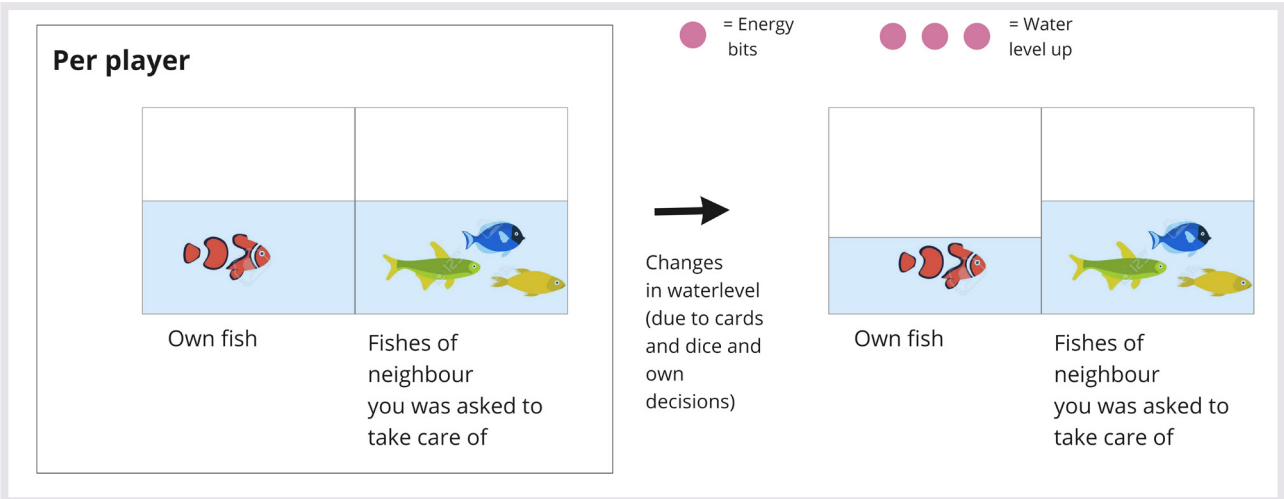 Per player
Own fish
Fishes of
neighbour
you was asked to
take care of
= Energy
bits
= Water
level up
Changes
in waterlevel
(due to cards
and dice and
own
decisions)
Own fish
Fishes of
neighbour
you was asked to
take care of